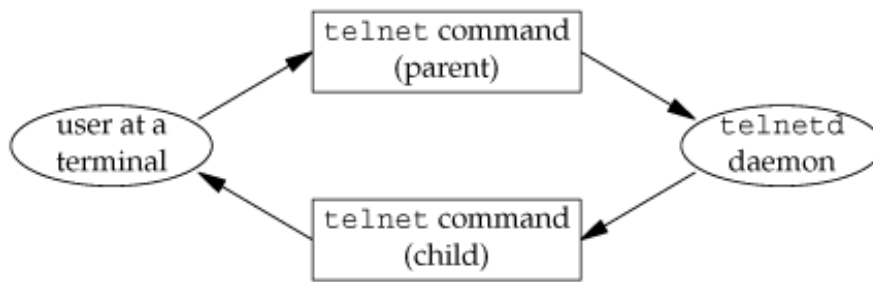 telnet command
(parent)
user at a
terminal
telnetd
daemon
telnet command
(child)